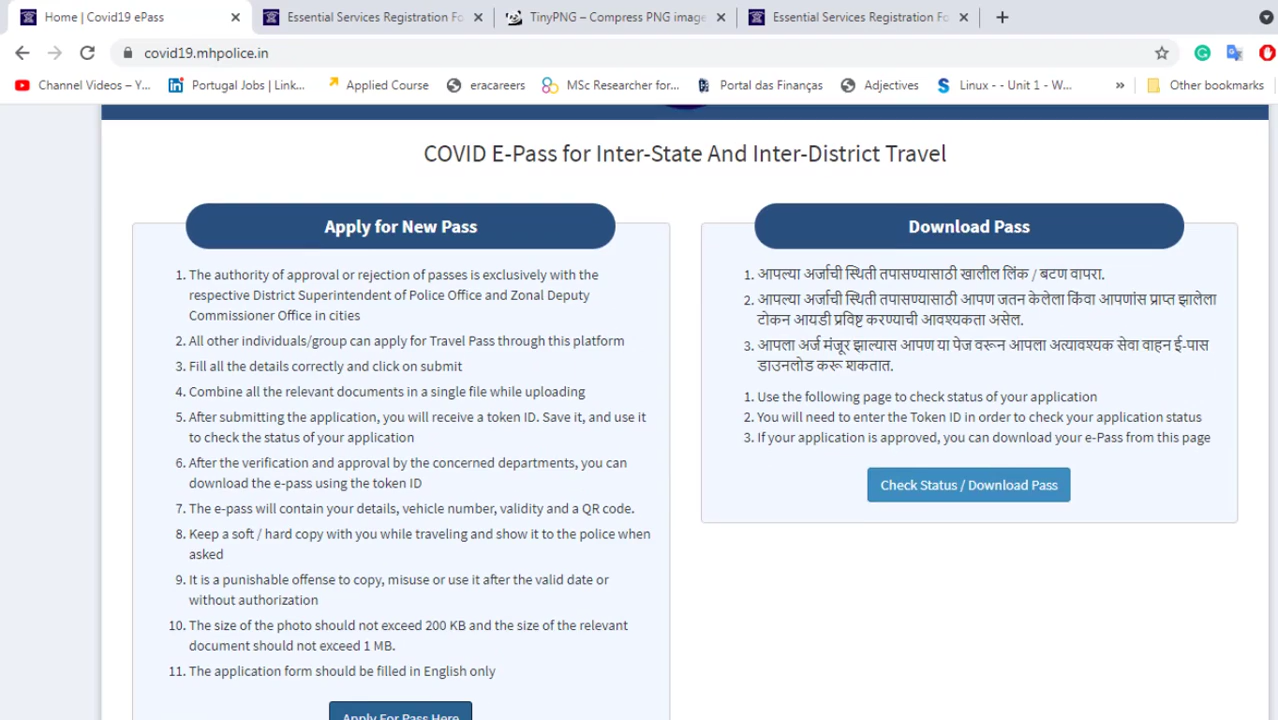 Home | Covid19 ePass
Essential Services Registration Fo
TinyPNG – Compress PNG image
Essential Services Registration Fo
covid19.mhpolice.in
Channel Videos – Y...
Portugal Jobs | Link...
Applied Course
eracareers
MSc Researcher for...
Portal das Finanças
Adjectives
Linux - - Unit 1 - W...
»
Other bookmarks
COVID E-Pass for Inter-State And Inter-District Travel
Apply for New Pass
1. The authority of approval or rejection of passes is exclusively with the
respective District Superintendent of Police Office and Zonal Deputy
Commissioner Office in cities
2. All other individuals/group can apply for Travel Pass through this platform
3. Fill all the details correctly and click on submit
4. Combine all the relevant documents in a single file while uploading
5. After submitting the application, you will receive a token ID. Save it, and use it
to check the status of your application
6. After the verification and approval by the concerned departments, you can
download the e-pass using the token ID
7. The e-pass will contain your details, vehicle number, validity and a QR code.
8. Keep a soft / hard copy with you while traveling and show it to the police when
asked
9. It is a punishable offense to copy, misuse or use it after the valid date or
without authorization
10. The size of the photo should not exceed 200 KB and the size of the relevant
document should not exceed 1 MB.
11. The application form should be filled in English only
Apply For Pass Here
Download Pass
1. आपल्या अर्जाची स्थिती तपासण्यासाठी खालील लिंक / बटण वापरा.
2. आपल्या अर्जाची स्थिती तपासण्यासाठी आपण जतन केलेला किंवा आपणांस प्राप्त झालेला
टोकन आयडी प्रविष्ट करण्याची आवश्यकता असेल.
3. आपला अर्ज मंजूर झाल्यास आपण या पेज वरून आपला अत्यावश्यक सेवा वाहन ई-पास
डाउनलोड करू शकतात.
1. Use the following page to check status of your application
2. You will need to enter the Token ID in order to check your application status
3. If your application is approved, you can download your e-Pass from this page
Check Status / Download Pass